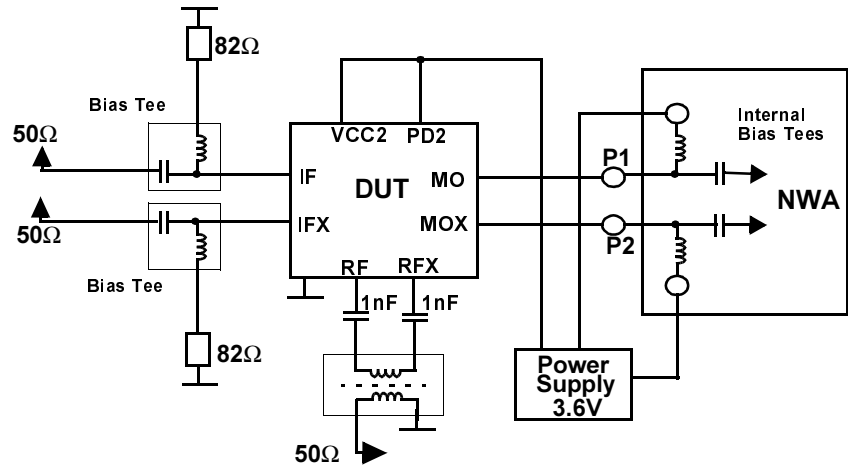 82Ω
Bias Tee
50Ω
50Ω
Bias Tee
82Ω
VCC2 PD2
IF
DUT
MO
IFX
MOX
RF RFX
1nF 1nF
50Ω
P1
P2
Internal
Bias Tees
NWA
Power
Supply
3.6V